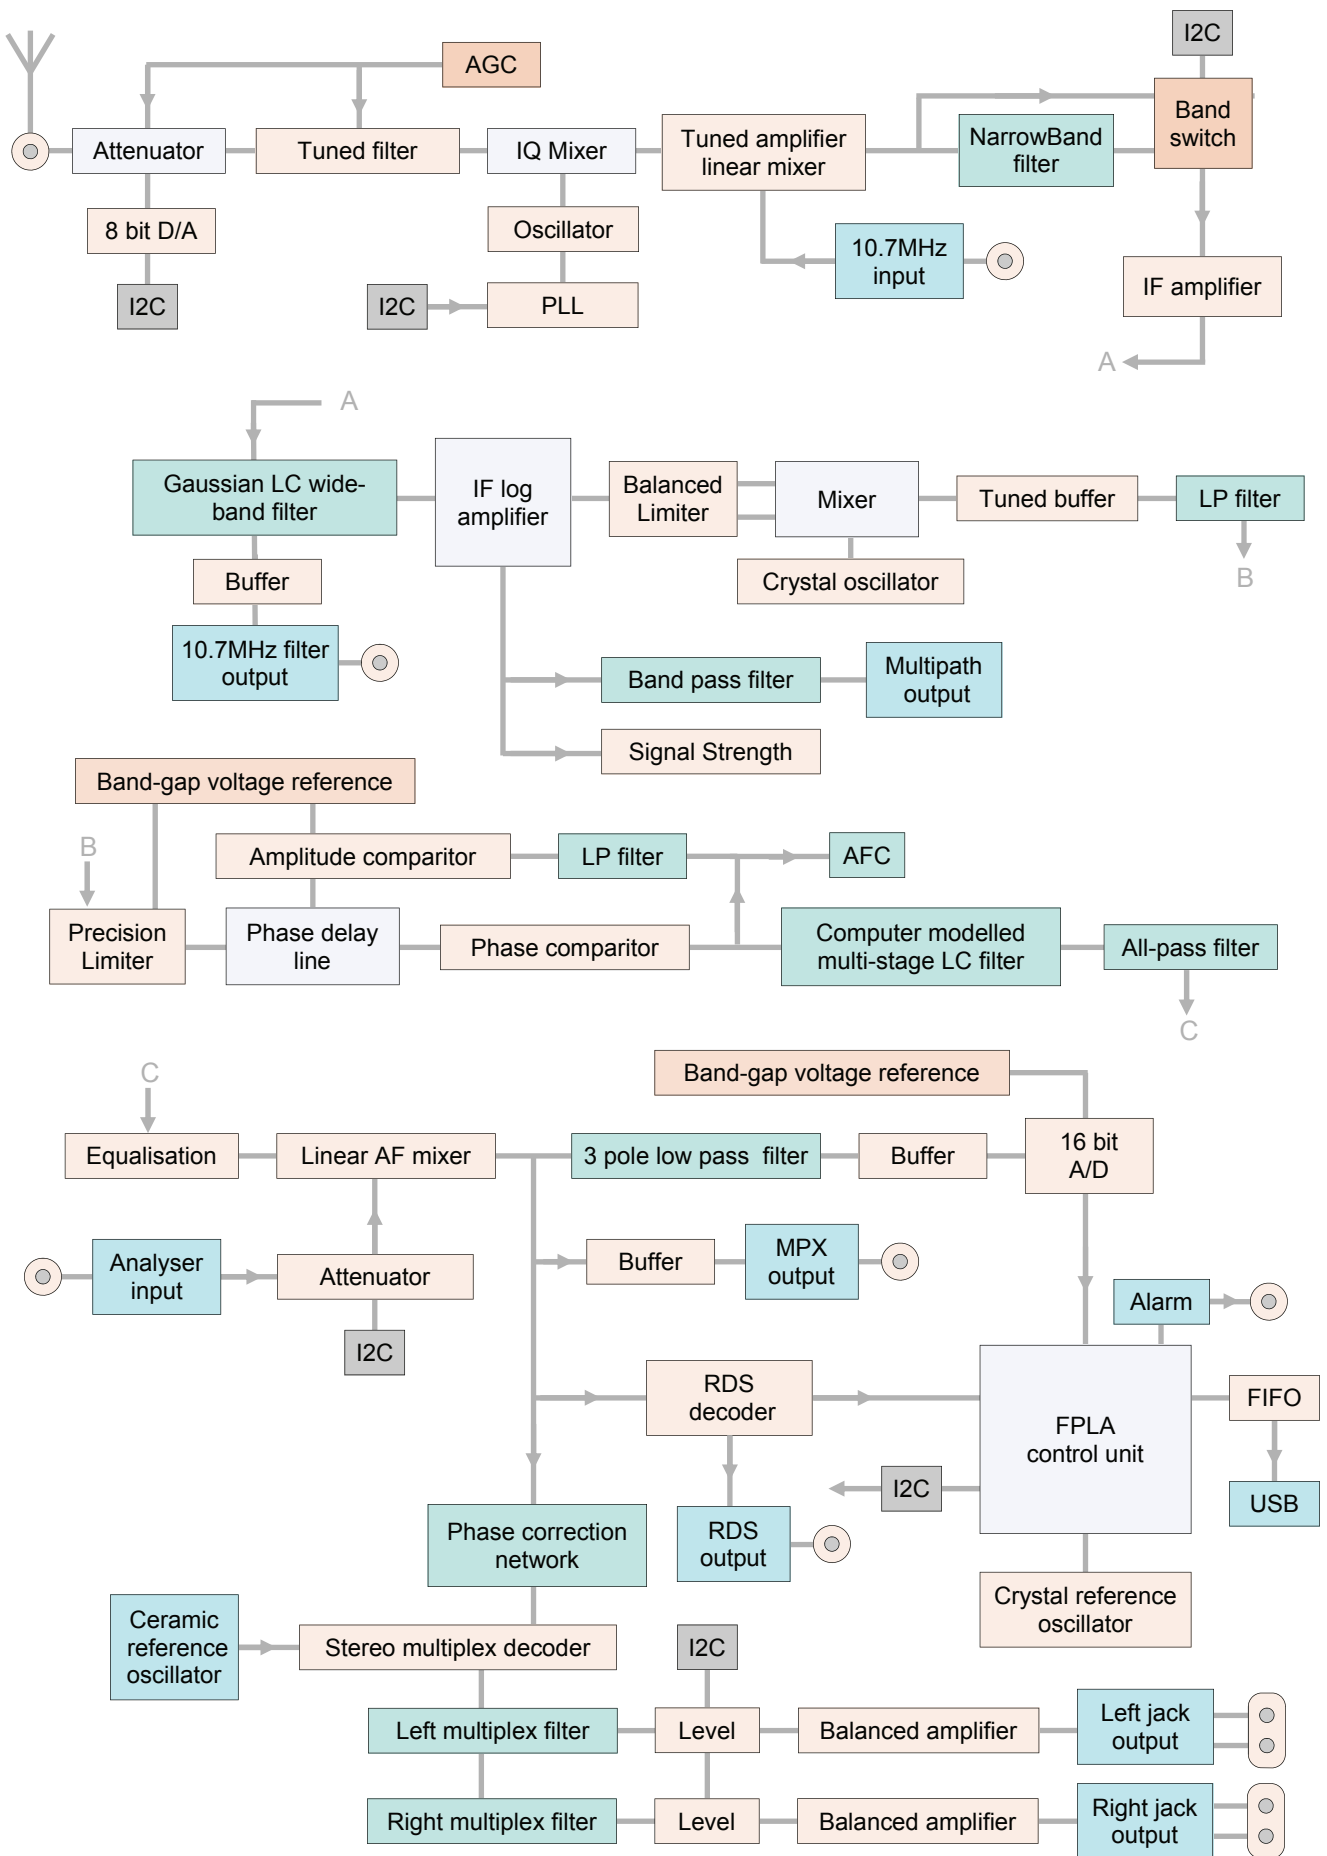 AGC
I2C
Attenuator
Tuned filter
IQ Mixer
Tuned amplifier
linear mixer
NarrowBand
filter
Band
switch
8 bit D/A
Oscillator
10.7MHz
input
IF amplifier
I2C
I2C
PLL
A
A
Gaussian LC wide-
band filter
IF log
amplifier
Balanced
Limiter
Mixer
Tuned buffer
LP filter
Buffer
Crystal oscillator
B
10.7MHz filter
output
Band pass filter
Multipath
output
Signal Strength
Band-gap voltage reference
B
Amplitude comparitor
LP filter
AFC
Precision
Limiter
Phase delay
line
Phase comparitor
Computer modelled
multi-stage LC filter
All-pass filter
C
C
Band-gap voltage reference
Equalisation
Linear AF mixer
3 pole low pass filter
Buffer
16 bit
A/D
Analyser
input
Attenuator
Buffer
MPX
output
Alarm
I2C
RDS
decoder
FPLA
control unit
FIFO
I2C
USB
Phase correction
network
RDS
output
Crystal reference
oscillator
Ceramic
reference
oscillator
Stereo multiplex decoder
I2C
Left multiplex filter
Level
Balanced amplifier
Left jack
output
Right multiplex filter
Level
Balanced amplifier
Right jack
output